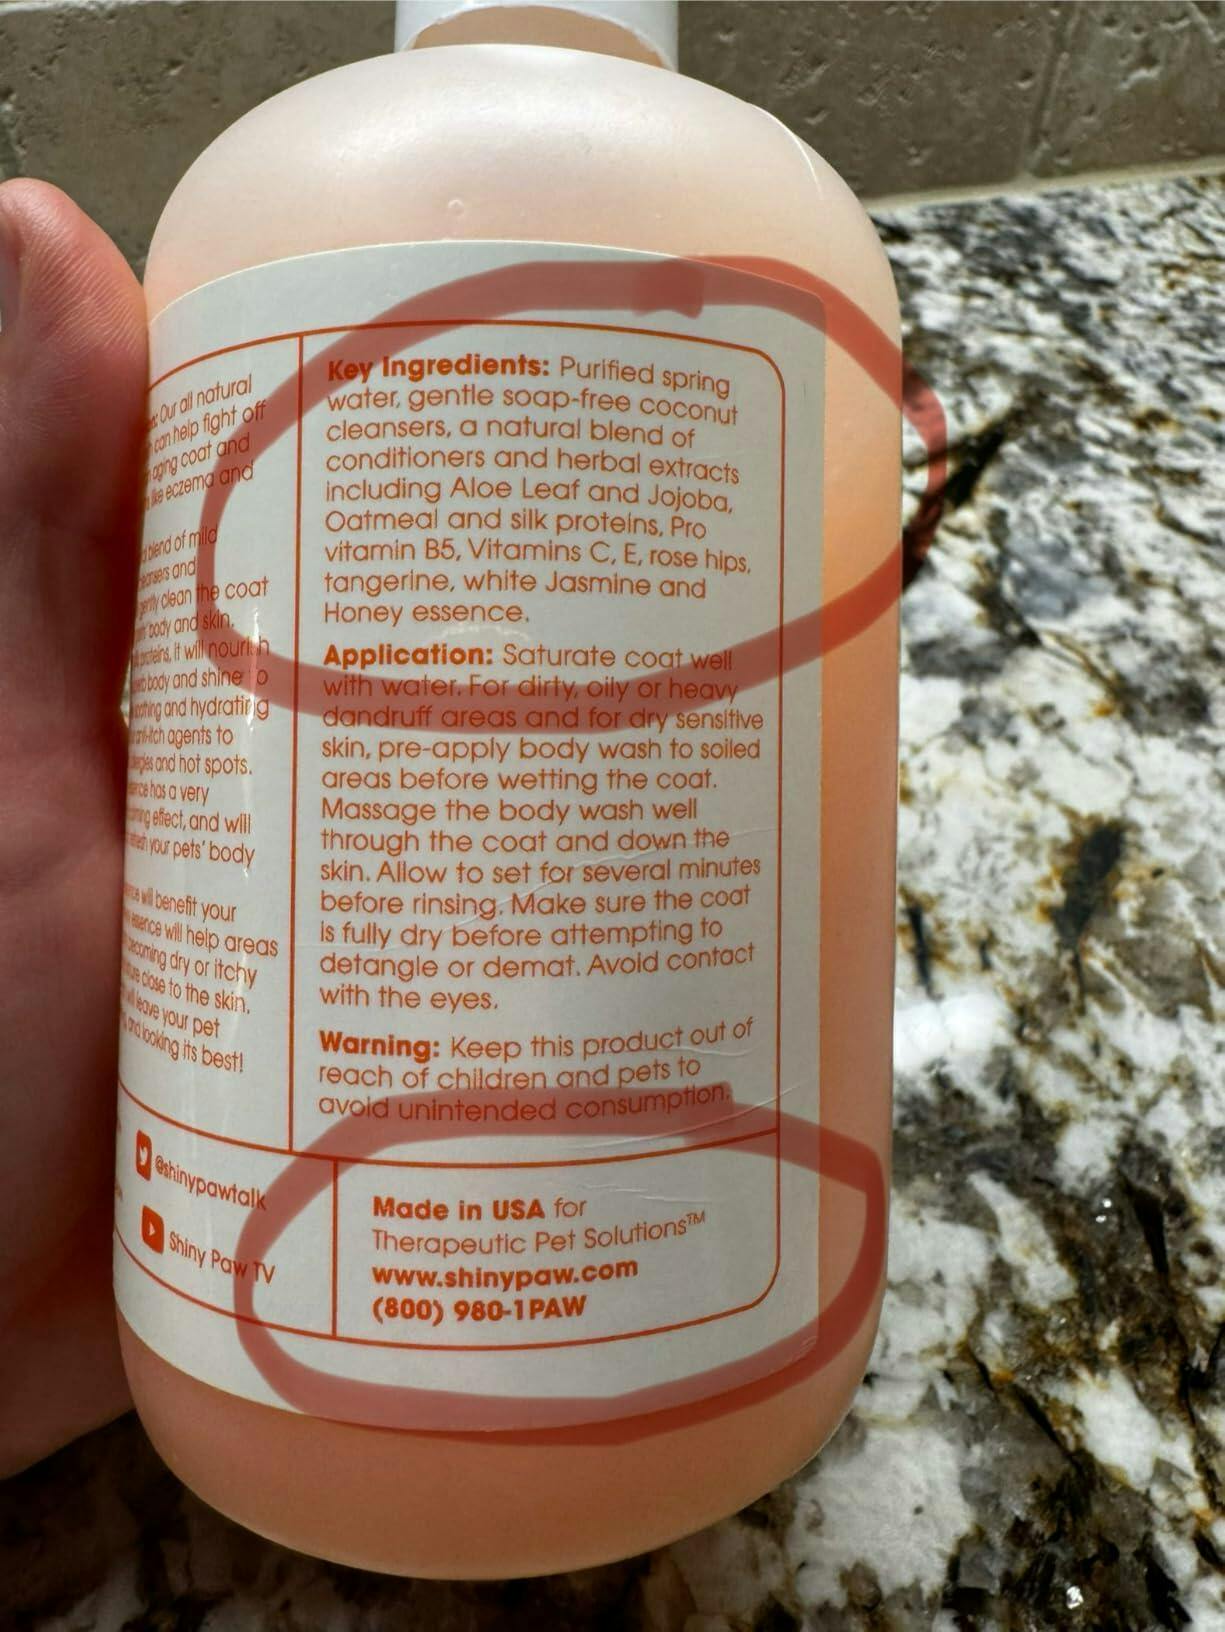 Our all natural
can help fight off
aging coat and
like eczema and
blend of mild
and
gently clean the coat
body and skin.
proteins, it will nourish
body and shine to
and hydrating
agents to
and hot spots.
has a very
effect, and will
your pets' body
will benefit your
essence will help areas
becoming dry or itchy
close to the skin,
leave your pet
and looking its best!
@shinypawtalk
Shiny Paw TV
Key Ingredients: Purified spring
water, gentle soap-free coconut
cleansers, a natural blend of
conditioners and herbal extracts
including Aloe Leaf and Jojoba,
Oatmeal and silk proteins, Pro
vitamin B5, Vitamins C, E, rose hips,
tangerine, white Jasmine and
Honey essence.
Application: Saturate coat well
with water. For dirty, oily or heavy
dandruff areas and for dry sensitive
skin, pre-apply body wash to soiled
areas before wetting the coat.
Massage the body wash well
through the coat and down the
skin. Allow to set for several minutes
before rinsing. Make sure the coat
is fully dry before attempting to
detangle or demat. Avoid contact
with the eyes.
Warning: Keep this product out of
reach of children and pets to
avoid unintended consumption.
Made in USA for
Therapeutic Pet Solutions™
www.shinypaw.com
(800) 980-1PAW